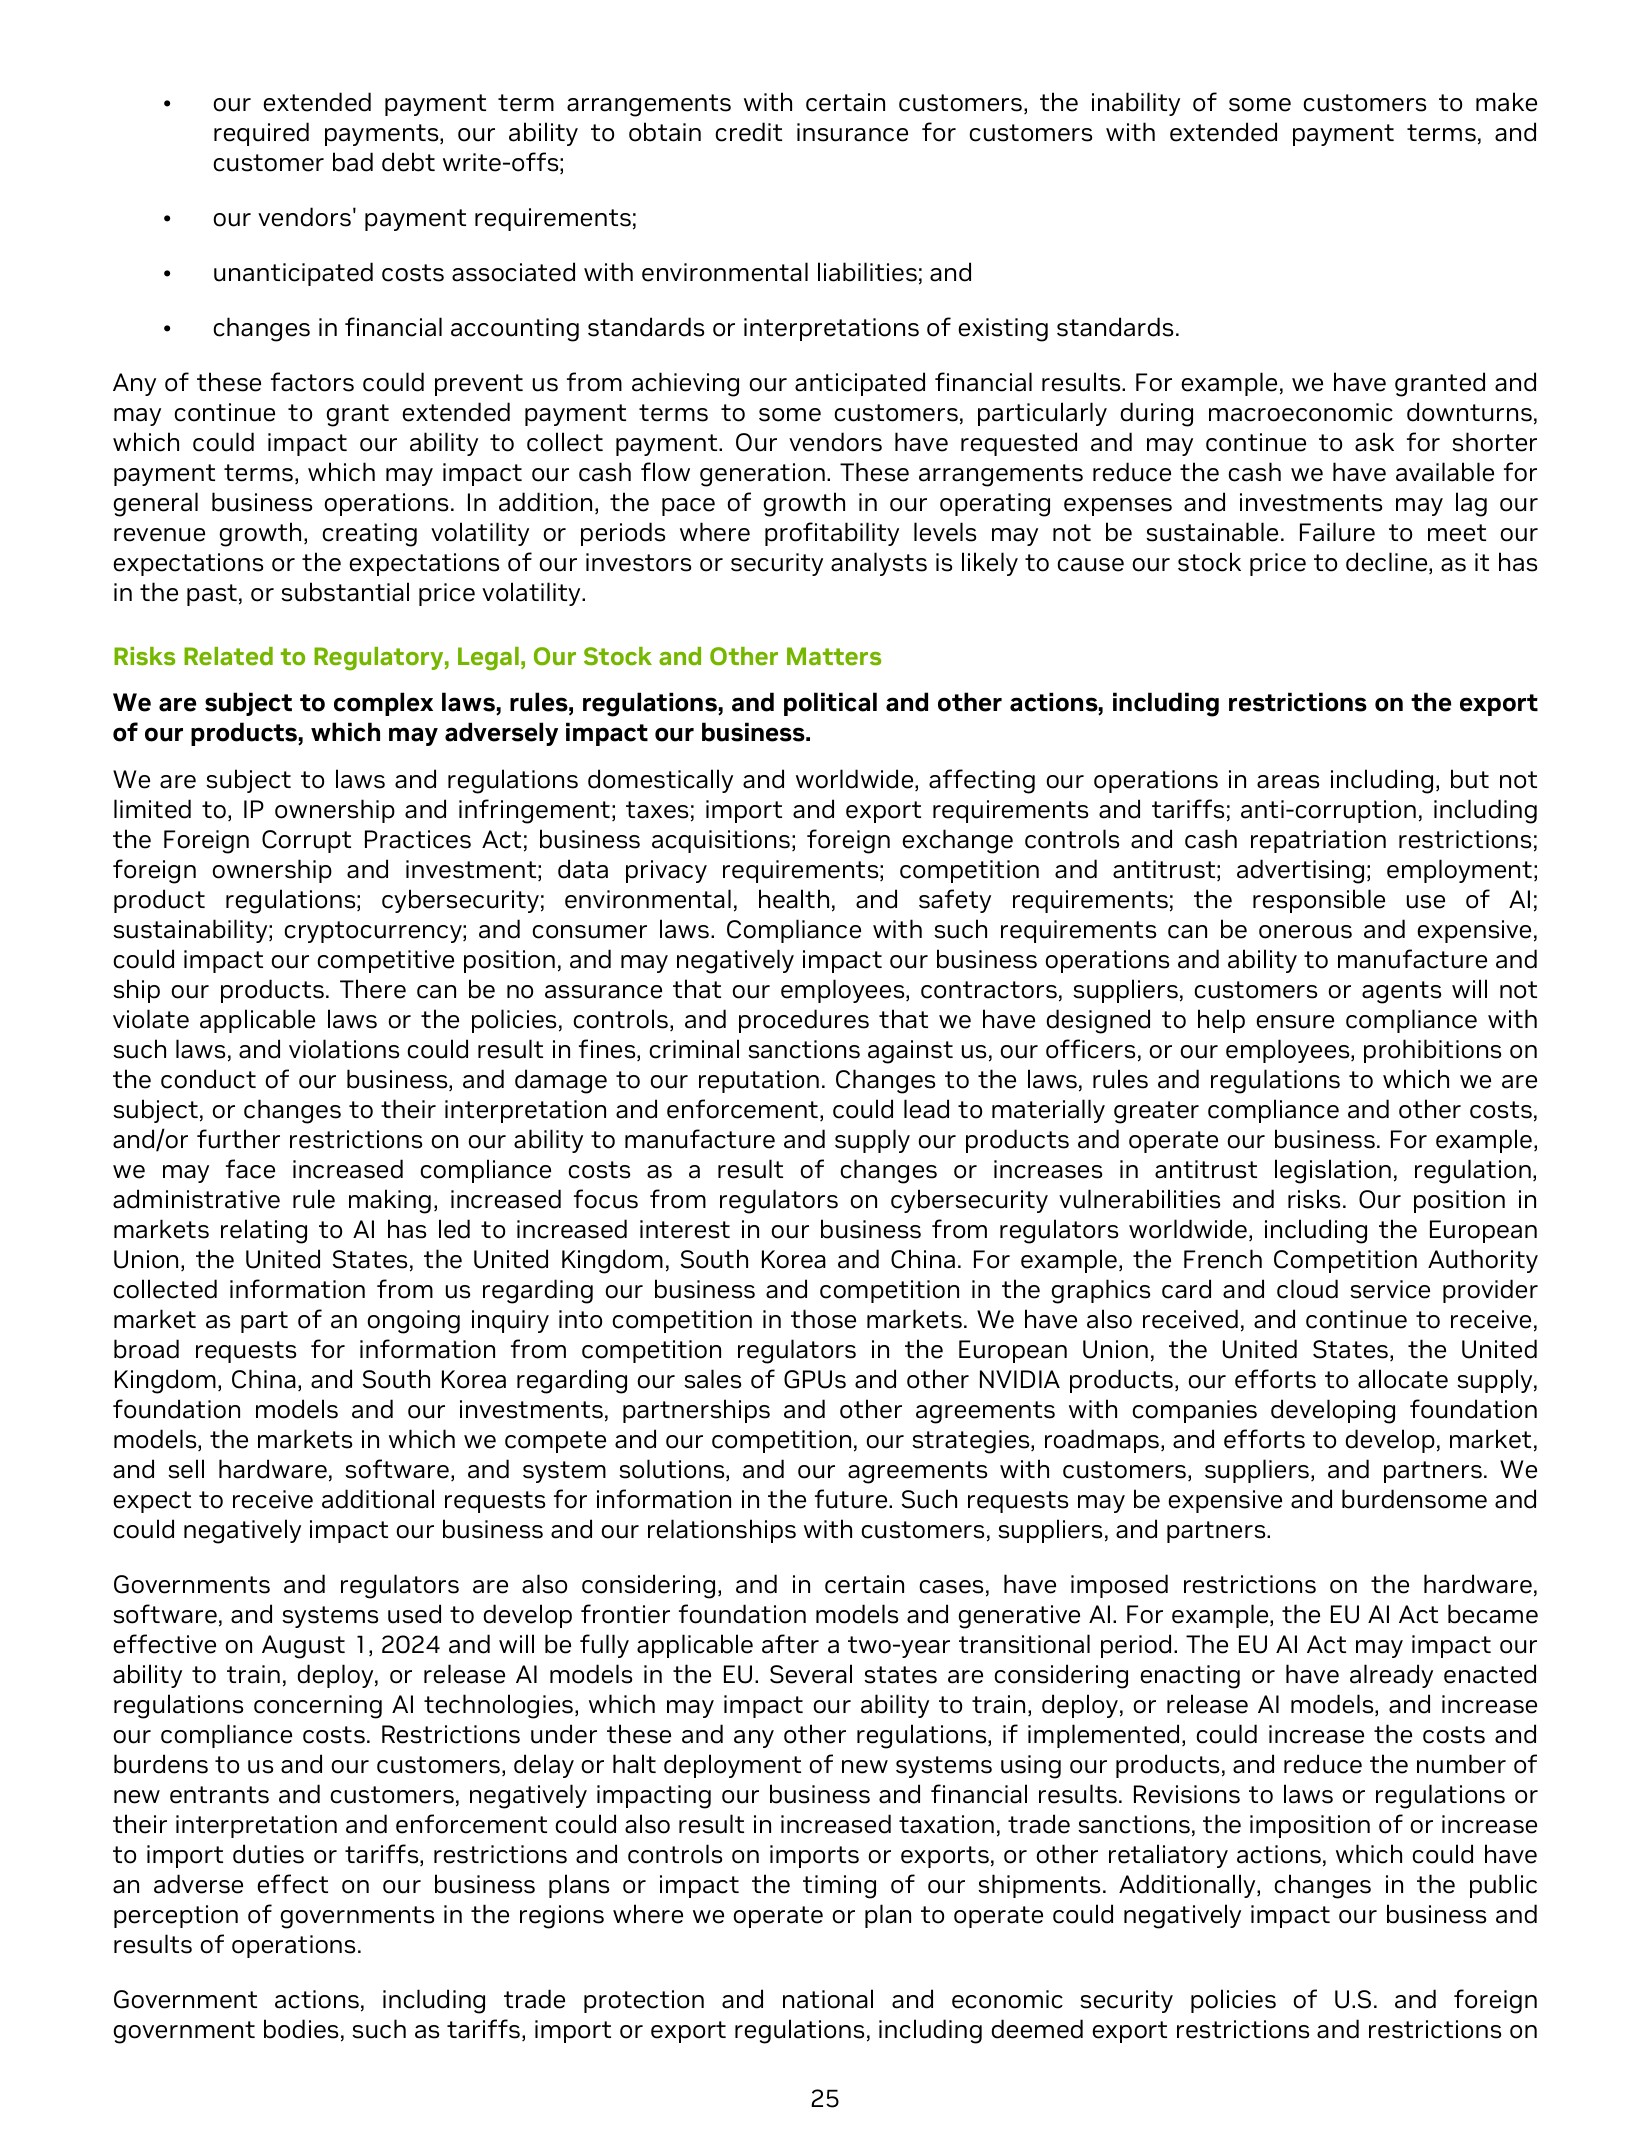 • our extended payment term arrangements with certain customers, the inability of some customers to make
required payments, our ability to obtain credit insurance for customers with extended payment terms, and
customer bad debt write-offs;
• our vendors' payment requirements;
• unanticipated costs associated with environmental liabilities; and
• changes in financial accounting standards or interpretations of existing standards.
Any of these factors could prevent us from achieving our anticipated financial results. For example, we have granted and
may continue to grant extended payment terms to some customers, particularly during macroeconomic downturns,
which could impact our ability to collect payment. Our vendors have requested and may continue to ask for shorter
payment terms, which may impact our cash flow generation. These arrangements reduce the cash we have available for
general business operations. In addition, the pace of growth in our operating expenses and investments may lag our
revenue growth, creating volatility or periods where profitability levels may not be sustainable. Failure to meet our
expectations or the expectations of our investors or security analysts is likely to cause our stock price to decline, as it has
in the past, or substantial price volatility.
Risks Related to Regulatory, Legal, Our Stock and Other Matters
We are subject to complex laws, rules, regulations, and political and other actions, including restrictions on the export
of our products, which may adversely impact our business.
We are subject to laws and regulations domestically and worldwide, affecting our operations in areas including, but not
limited to, IP ownership and infringement; taxes; import and export requirements and tariffs; anti-corruption, including
the Foreign Corrupt Practices Act; business acquisitions; foreign exchange controls and cash repatriation restrictions;
foreign ownership and investment; data privacy requirements; competition and antitrust; advertising; employment;
product regulations; cybersecurity; environmental, health, and safety requirements; the responsible use of AI;
sustainability; cryptocurrency; and consumer laws. Compliance with such requirements can be onerous and expensive,
could impact our competitive position, and may negatively impact our business operations and ability to manufacture and
ship our products. There can be no assurance that our employees, contractors, suppliers, customers or agents will not
violate applicable laws or the policies, controls, and procedures that we have designed to help ensure compliance with
such laws, and violations could result in fines, criminal sanctions against us, our officers, or our employees, prohibitions on
the conduct of our business, and damage to our reputation. Changes to the laws, rules and regulations to which we are
subject, or changes to their interpretation and enforcement, could lead to materially greater compliance and other costs,
and/or further restrictions on our ability to manufacture and supply our products and operate our business. For example,
we may face increased compliance costs as a result of changes or increases in antitrust legislation, regulation,
administrative rule making, increased focus from regulators on cybersecurity vulnerabilities and risks. Our position in
markets relating to AI has led to increased interest in our business from regulators worldwide, including the European
Union, the United States, the United Kingdom, South Korea and China. For example, the French Competition Authority
collected information from us regarding our business and competition in the graphics card and cloud service provider
market as part of an ongoing inquiry into competition in those markets. We have also received, and continue to receive,
broad requests for information from competition regulators in the European Union, the United States, the United
Kingdom, China, and South Korea regarding our sales of GPUs and other NVIDIA products, our efforts to allocate supply,
foundation models and our investments, partnerships and other agreements with companies developing foundation
models, the markets in which we compete and our competition, our strategies, roadmaps, and efforts to develop, market,
and sell hardware, software, and system solutions, and our agreements with customers, suppliers, and partners. We
expect to receive additional requests for information in the future. Such requests may be expensive and burdensome and
could negatively impact our business and our relationships with customers, suppliers, and partners.
Governments and regulators are also considering, and in certain cases, have imposed restrictions on the hardware,
software, and systems used to develop frontier foundation models and generative AI. For example, the EU AI Act became
effective on August 1, 2024 and will be fully applicable after a two-year transitional period. The EU AI Act may impact our
ability to train, deploy, or release AI models in the EU. Several states are considering enacting or have already enacted
regulations concerning AI technologies, which may impact our ability to train, deploy, or release AI models, and increase
our compliance costs. Restrictions under these and any other regulations, if implemented, could increase the costs and
burdens to us and our customers, delay or halt deployment of new systems using our products, and reduce the number of
new entrants and customers, negatively impacting our business and financial results. Revisions to laws or regulations or
their interpretation and enforcement could also result in increased taxation, trade sanctions, the imposition of or increase
to import duties or tariffs, restrictions and controls on imports or exports, or other retaliatory actions, which could have
an adverse effect on our business plans or impact the timing of our shipments. Additionally, changes in the public
perception of governments in the regions where we operate or plan to operate could negatively impact our business and
results of operations.
Government actions, including trade protection and national and economic security policies of U.S. and foreign
government bodies, such as tariffs, import or export regulations, including deemed export restrictions and restrictions on
25